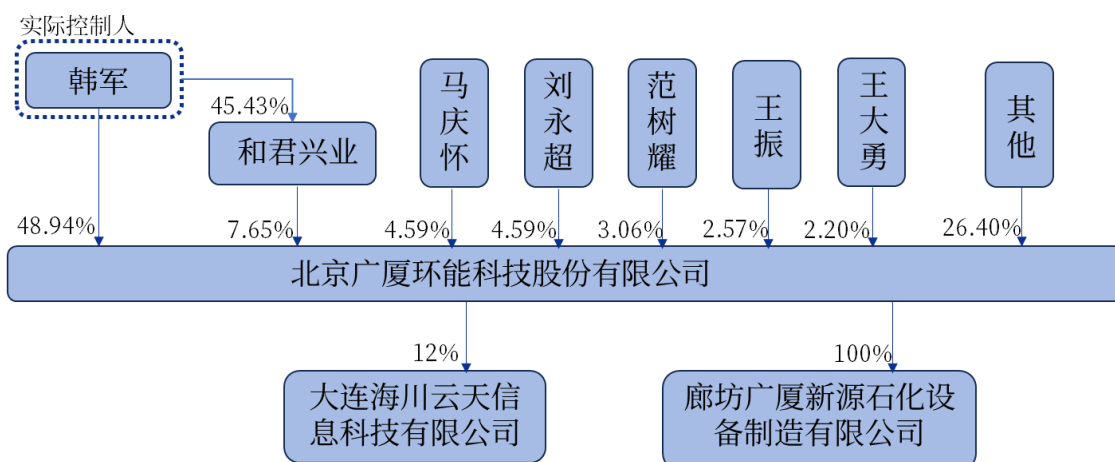 实际控制人
韩军
45.43%
和君兴业
马庆怀
刘永超
范树耀
王振
王大勇
其他
48.94%
7.65%
4.59%
4.59%
3.06%
2.57%
2.20%
26.40%
北京广厦环能科技股份有限公司
12%
100%
大连海川云天信
息科技有限公司
廊坊广厦新源石化设
备制造有限公司